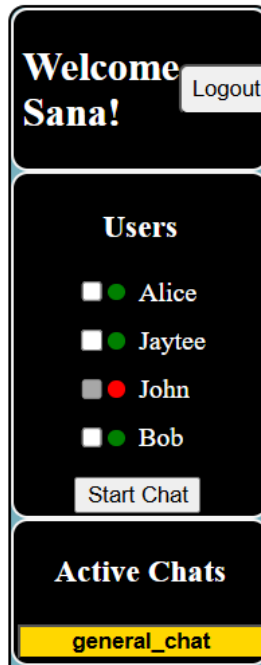 Welcome
Sana!
Logout
Users
Alice
Jaytee
John
Bob
Start Chat
Active Chats
general_chat